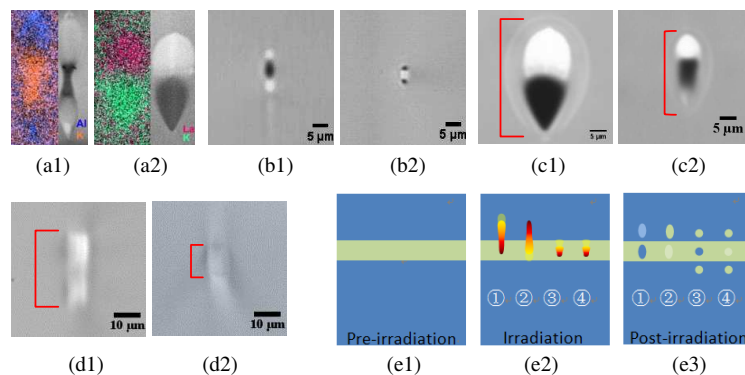 Al
K
La
K
5 µm
5 µm
5 µm
5 µm
(a1)
(a2)
(b1)
(b2)
(c1)
(c2)
10 µm
10 µm
① ② ③ ④
① ② ③ ④
Pre-irradiation
Irradiation
Post-irradiation
(d1)
(d2)
(e1)
(e2)
(e3)